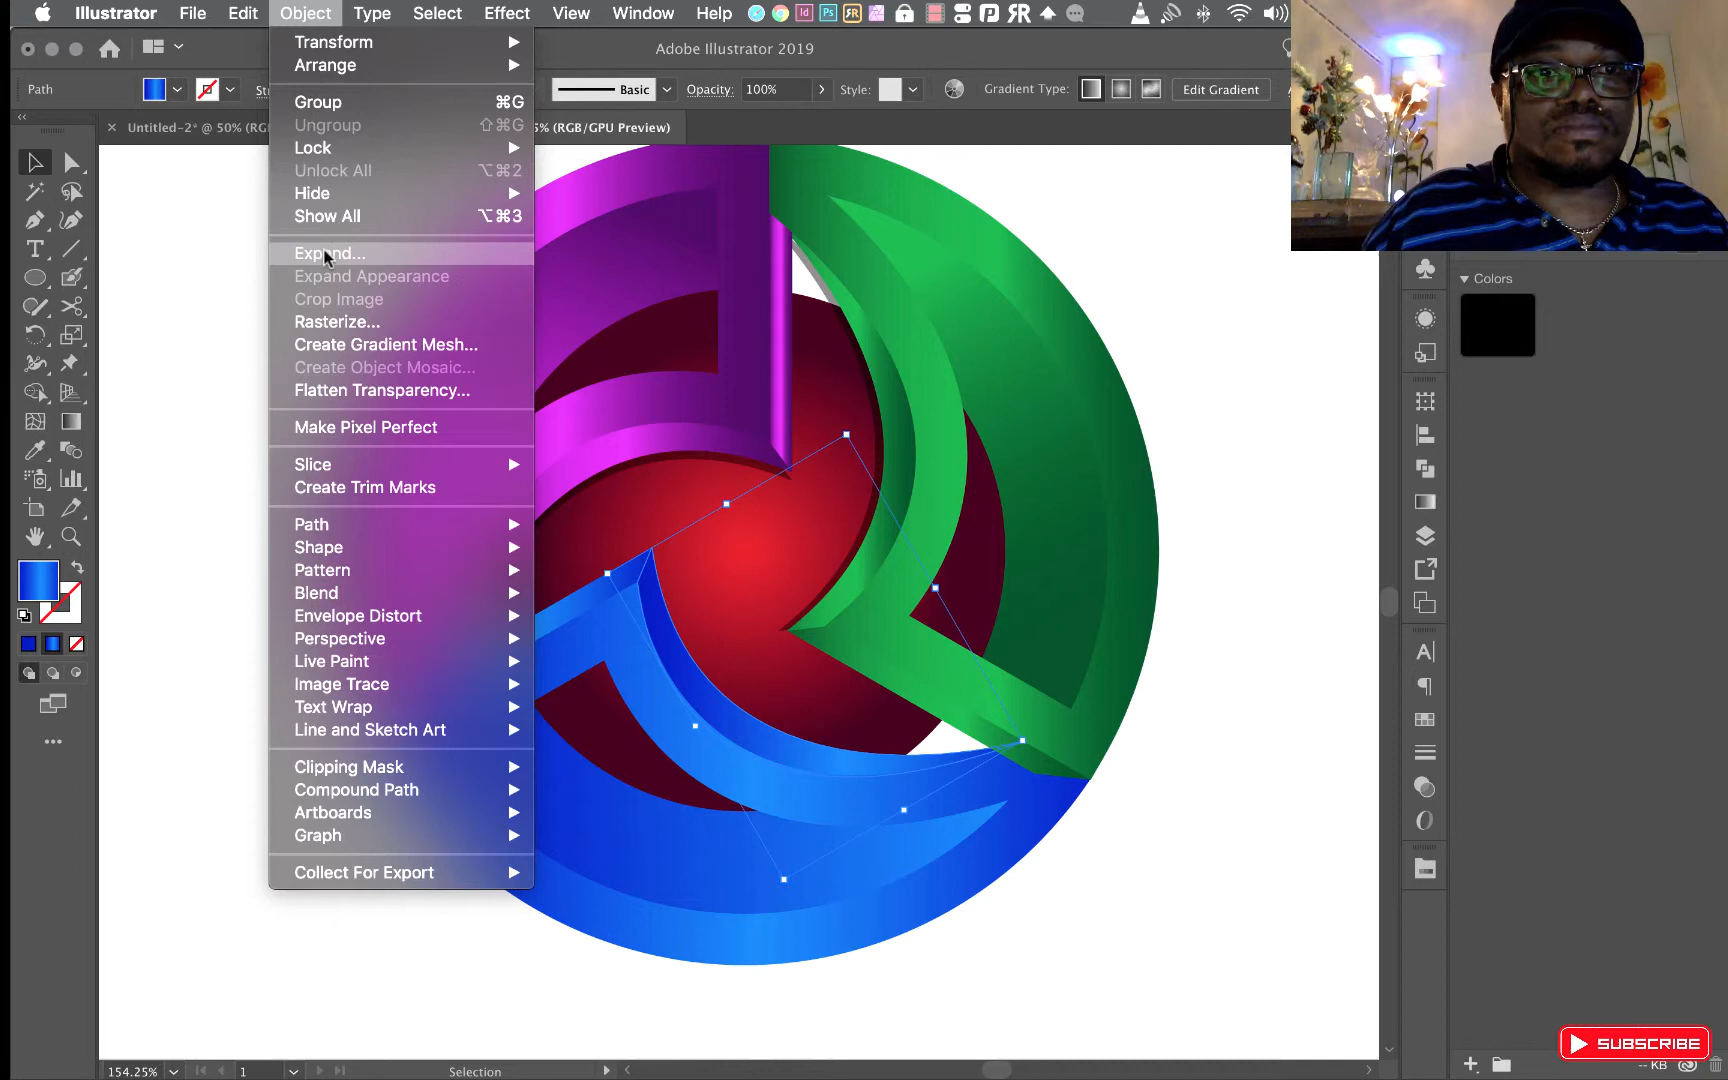 Illustrator File Edit Object Type Select Effect View Window Help
Adobe Illustrator 2019
Path
Basic
Opacity: 100%
Style:
Gradient Type:
Edit Gradient
Untitled-2* @ 50%
(RGB/GPU Preview)
Transform
Arrange
Group ⌘G
Ungroup ⇧⌘G
Lock
Unlock All ⌥⌘2
Hide
Show All ⌥⌘3
Expand...
Expand Appearance
Crop Image
Rasterize...
Create Gradient Mesh...
Create Object Mosaic...
Flatten Transparency...
Make Pixel Perfect
Slice
Create Trim Marks
Path
Shape
Pattern
Blend
Envelope Distort
Perspective
Live Paint
Image Trace
Text Wrap
Line and Sketch Art
Clipping Mask
Compound Path
Artboards
Graph
Collect For Export
Colors
154.25%
1
Selection
-- KB
SUBSCRIBE